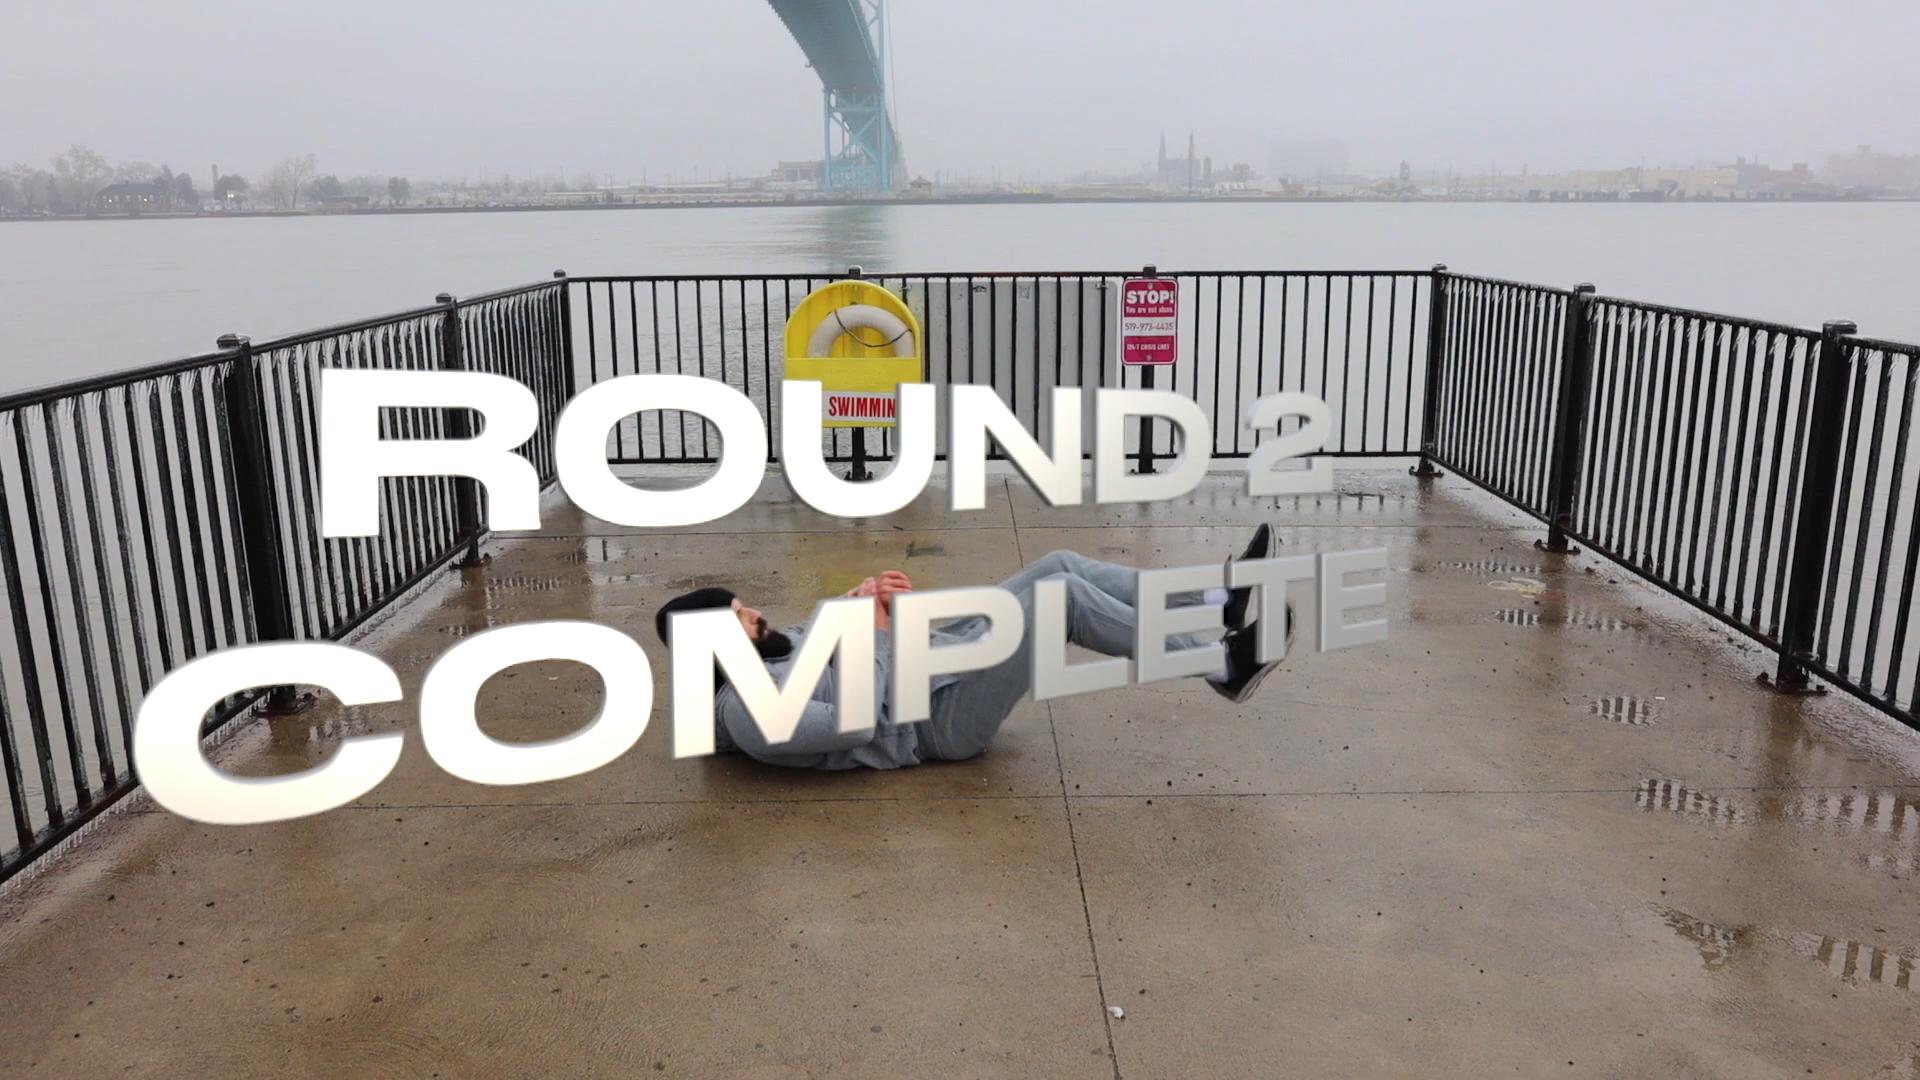 STOP!
You are not alone.
519-973-4435
(24/7 CRISIS LINE)
SWIMMIN
ROUND 2
COMPLETE